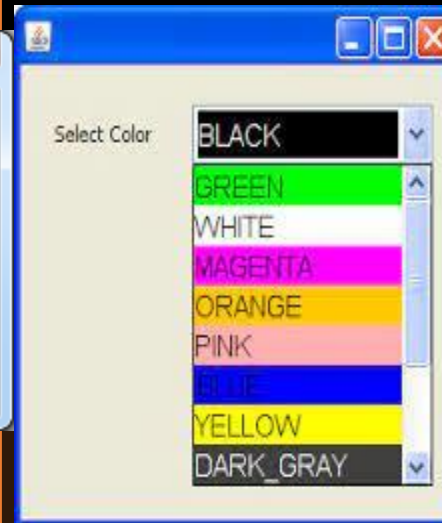 Select Color
BLACK
GREEN
WHITE
MAGENTA
ORANGE
PINK
BLUE
YELLOW
DARK_GRAY